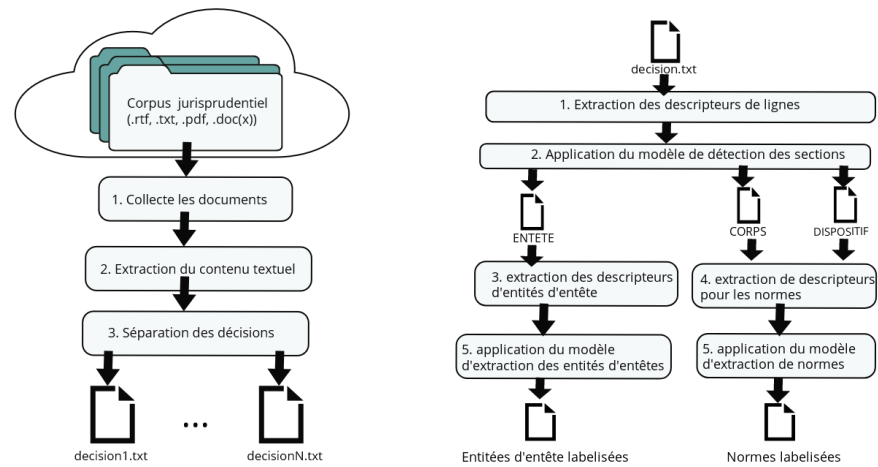 Corpus jurisprudentiel
(.rtf, .txt, .pdf, .doc(x))
1. Collecte les documents
2. Extraction du contenu textuel
3. Séparation des décisions
...
decision1.txt
decisionN.txt
decision.txt
1. Extraction des descripteurs de lignes
2. Application du modèle de détection des sections
ENTETE
CORPS
DISPOSITIF
3. extraction des descripteurs
d'entités d'entête
4. extraction de descripteurs
pour les normes
5. application du modèle
d'extraction des entités d'entêtes
5. application du modèle
d'extraction de normes
Entitées d'entête labelisées
Normes labelisées